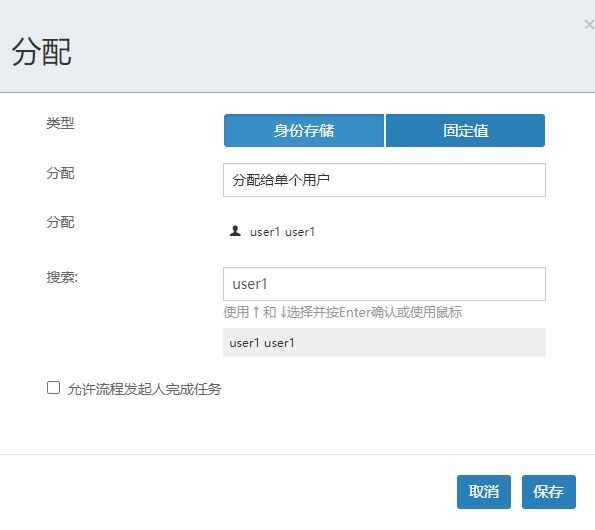 ×
分配
类型
身份存储 固定值
分配
分配给单个用户
分配
user1 user1
搜索:
user1
使用↑和↓选择并按Enter确认或使用鼠标
user1 user1
允许流程发起人完成任务
取消 保存